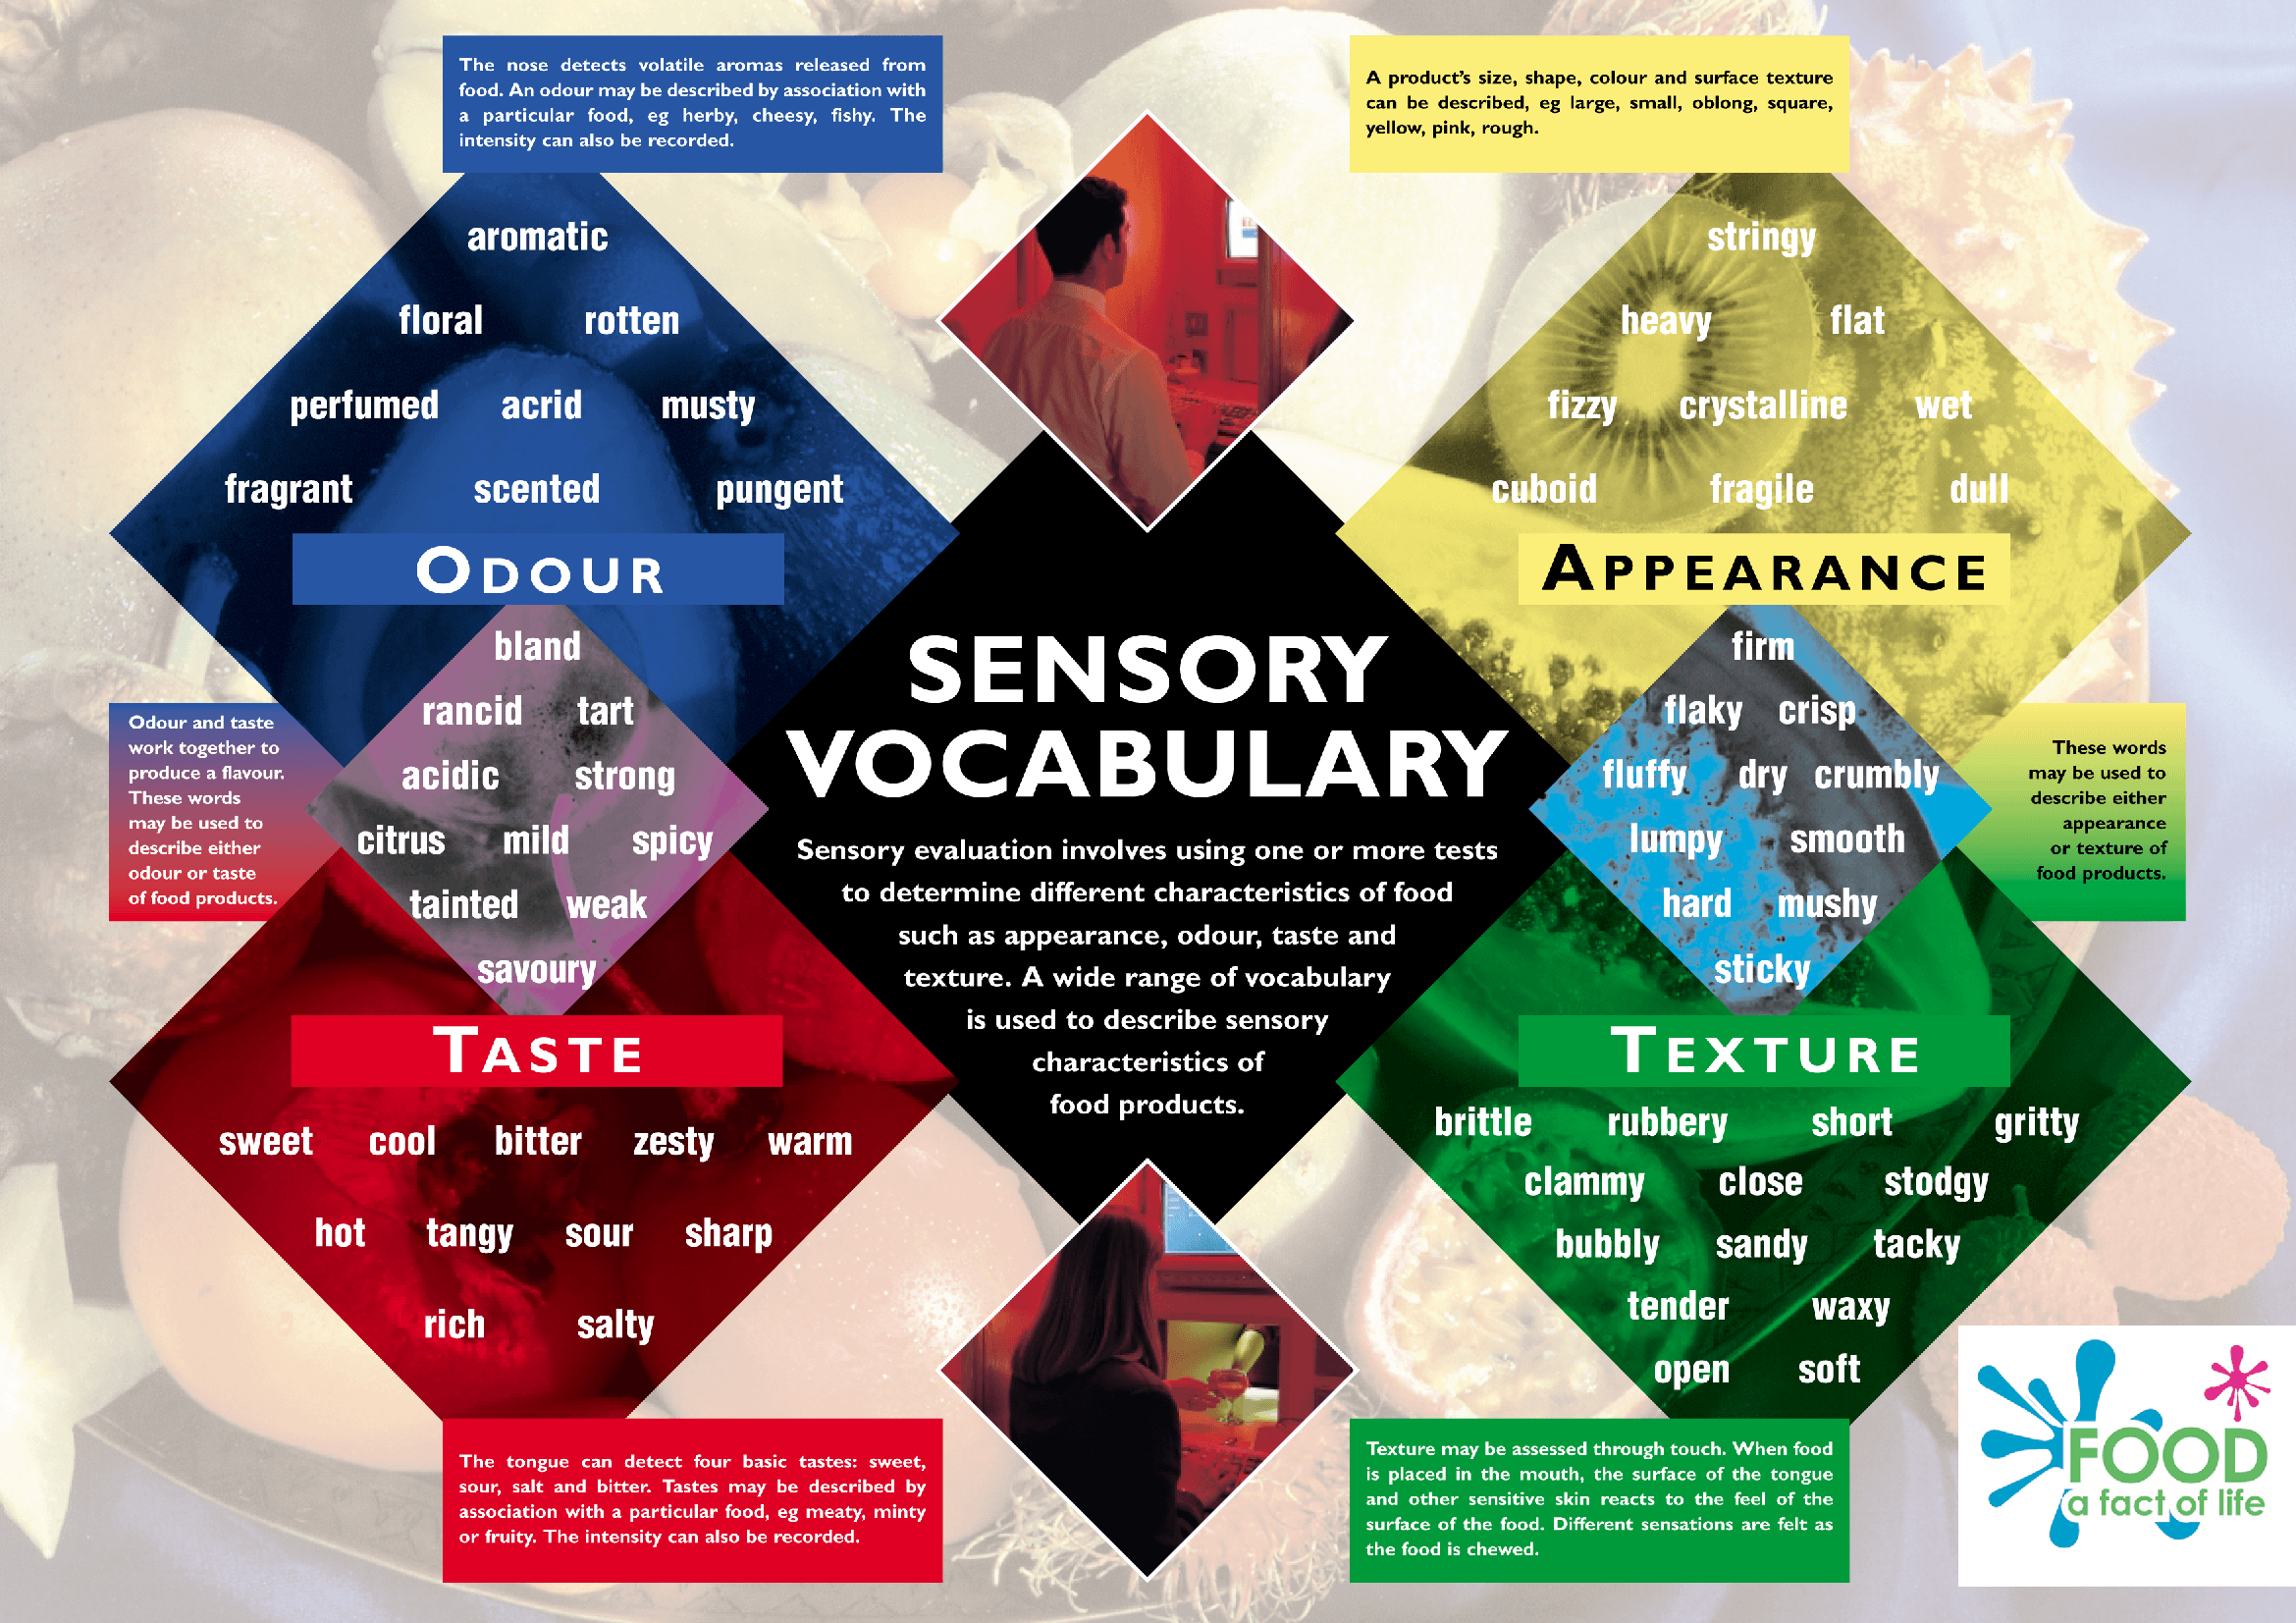 The nose detects volatile aromas released from
food. An odour may be described by association with
a particular food, eg herby, cheesy, fishy. The
intensity can also be recorded.
aromatic
floral rotten
perfumed acrid musty
fragrant scented pungent
ODOUR
bland
rancid tart
acidic strong
citrus mild spicy
tainted weak
savoury
Odour and taste
work together to
produce a flavour.
These words
may be used to
describe either
odour or taste
of food products.
TASTE
sweet cool bitter zesty warm
hot tangy sour sharp
rich salty
The tongue can detect four basic tastes: sweet,
sour, salt and bitter. Tastes may be described by
association with a particular food, eg meaty, minty
or fruity. The intensity can also be recorded.
SENSORY
VOCABULARY
Sensory evaluation involves using one or more tests
to determine different characteristics of food
such as appearance, odour, taste and
texture. A wide range of vocabulary
is used to describe sensory
characteristics of
food products.
A product's size, shape, colour and surface texture
can be described, eg large, small, oblong, square,
yellow, pink, rough.
stringy
heavy flat
fizzy crystalline wet
cuboid fragile dull
APPEARANCE
firm
flaky crisp
fluffy dry crumbly
lumpy smooth
hard mushy
sticky
These words
may be used to
describe either
appearance
or texture of
food products.
TEXTURE
brittle rubbery short gritty
clammy close stodgy
bubbly sandy tacky
tender waxy
open soft
Texture may be assessed through touch. When food
is placed in the mouth, the surface of the tongue
and other sensitive skin reacts to the feel of the
surface of the food. Different sensations are felt as
the food is chewed.
FOOD
a fact of life